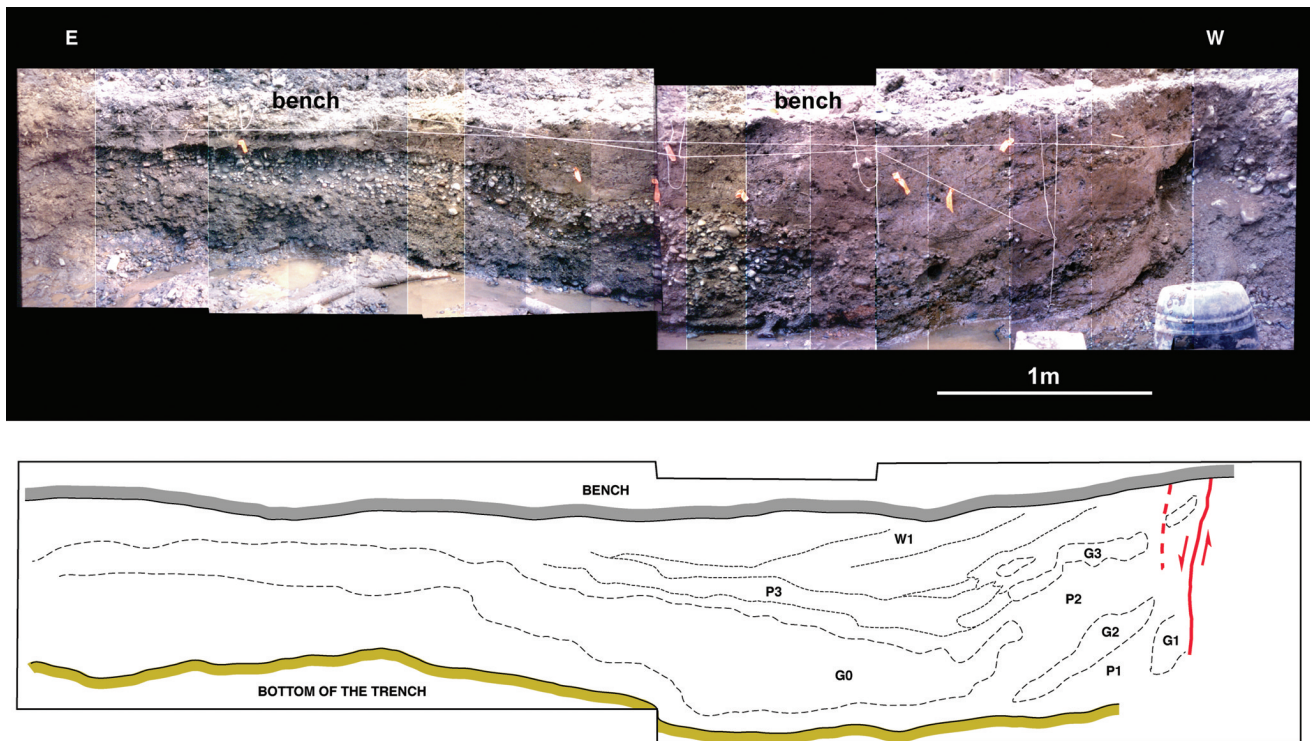 E
W
bench
bench
1m
BENCH
W1
G3
P3
P2
G2
G1
P1
G0
BOTTOM OF THE TRENCH